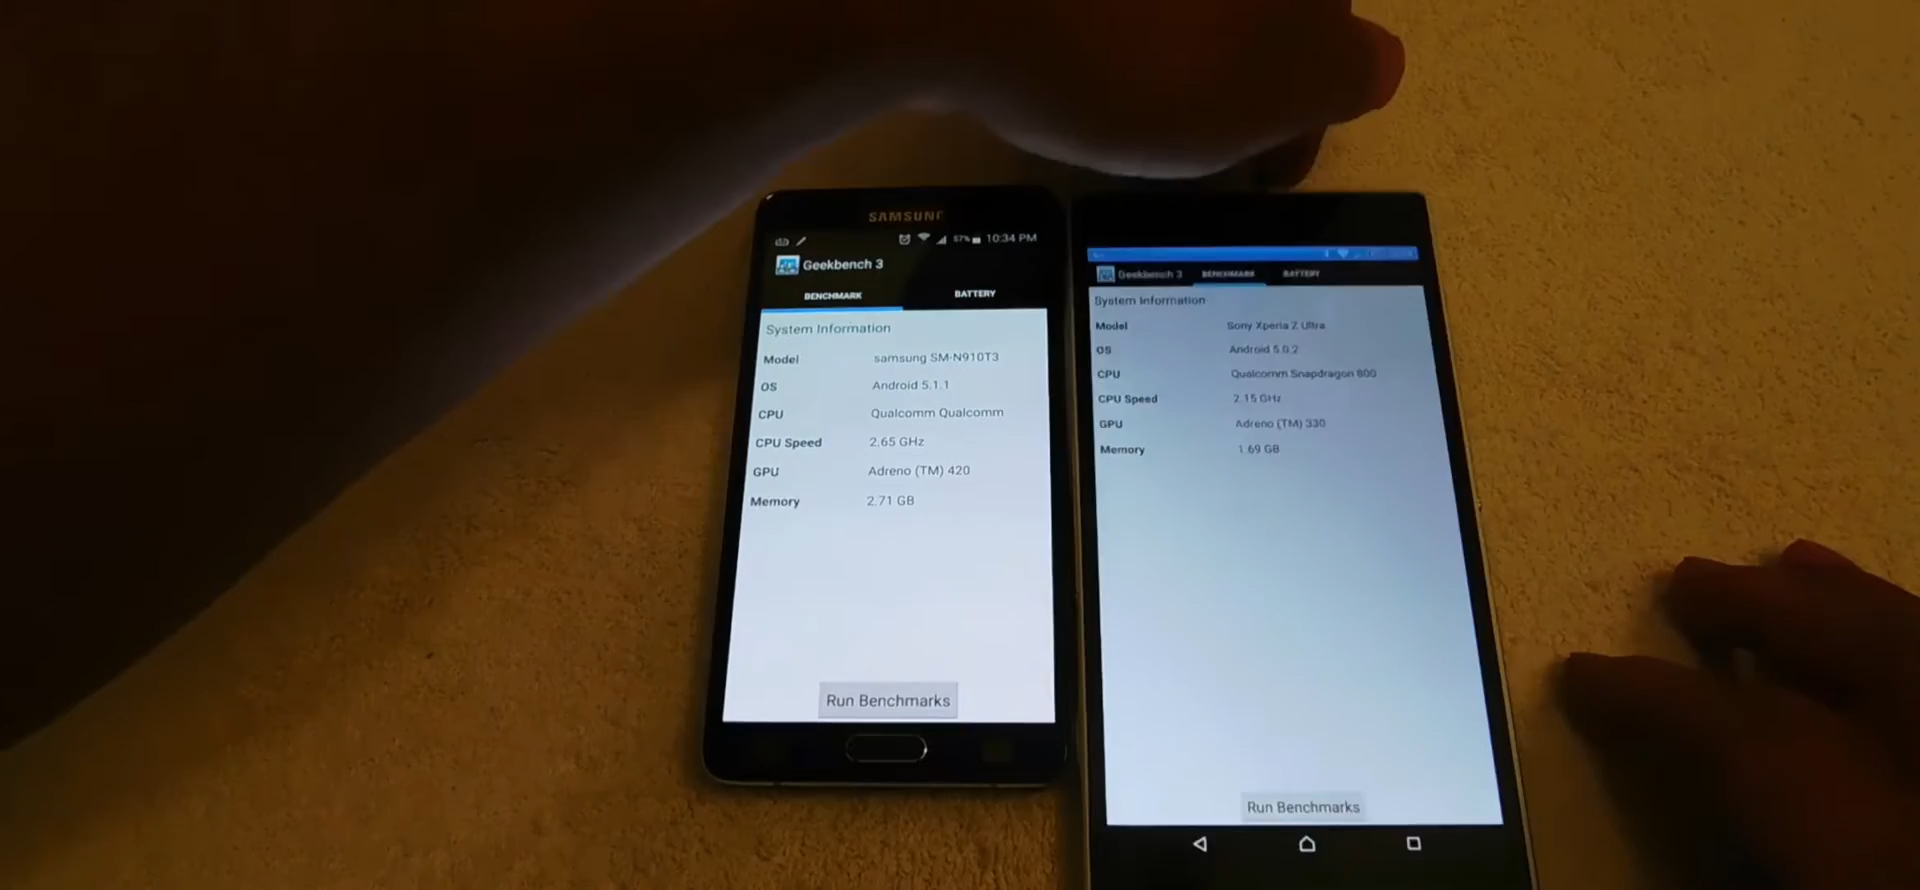 SAMSUNG
57% 10:34 PM
Geekbench 3
BENCHMARK BATTERY
System Information
Model samsung SM-N910T3
OS Android 5.1.1
CPU Qualcomm Qualcomm
CPU Speed 2.65 GHz
GPU Adreno (TM) 420
Memory 2.71 GB
Run Benchmarks
Geekbench 3 BENCHMARK BATTERY
System Information
Model Sony Xperia Z Ultra
OS Android 5.0.2
CPU Qualcomm Snapdragon 800
CPU Speed 2.15 GHz
GPU Adreno (TM) 330
Memory 1.69 GB
Run Benchmarks